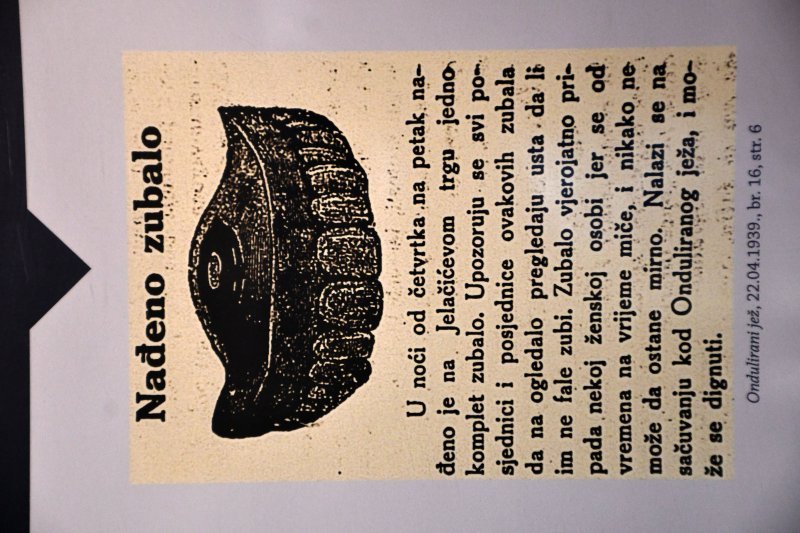 Nađeno zubalo
U noći od četvrtka na petak na-
đeno je na Jelačićevom trgu jedno
komplet zubalo. Upozoruju se svi po-
sjednici i posjednice ovakovih zubala
da na ogledalo pregledaju usta da li
im ne fale zubi. Zubalo vjerojatno pri-
pada nekoj ženskoj osobi jer se od
vremena na vrijeme miče, i nikako ne
može da ostane mirno. Nalazi se na
sačuvanju kod Onduliranog ježa, i mo-
že se dignuti.
Ondulirani jež, 22.04.1939., br. 16, str. 6